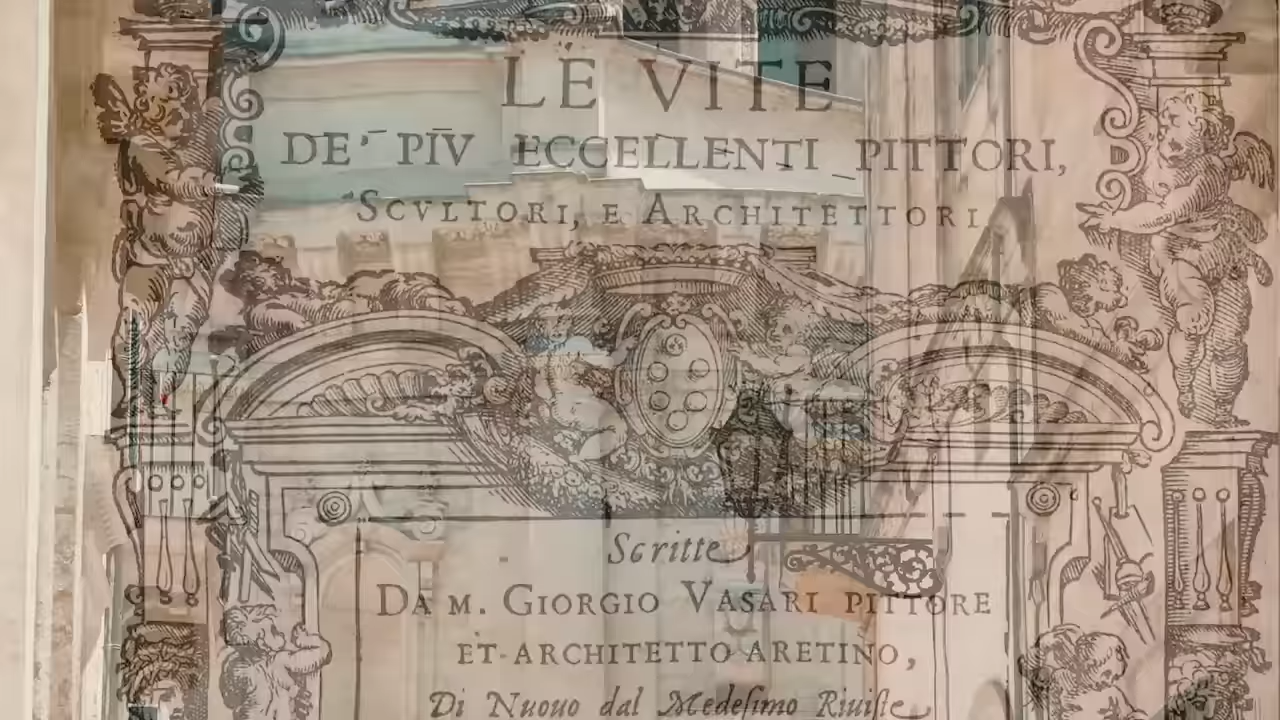 LE VITE
DE' PIV ECCELLENTI PITTORI,
SCVLTORI, E ARCHITETTORI
Scritte
DA M. GIORGIO VASARI PITTORE
ET ARCHITETTO ARETINO,
Di Nuouo dal Medeſimo Riuiſte